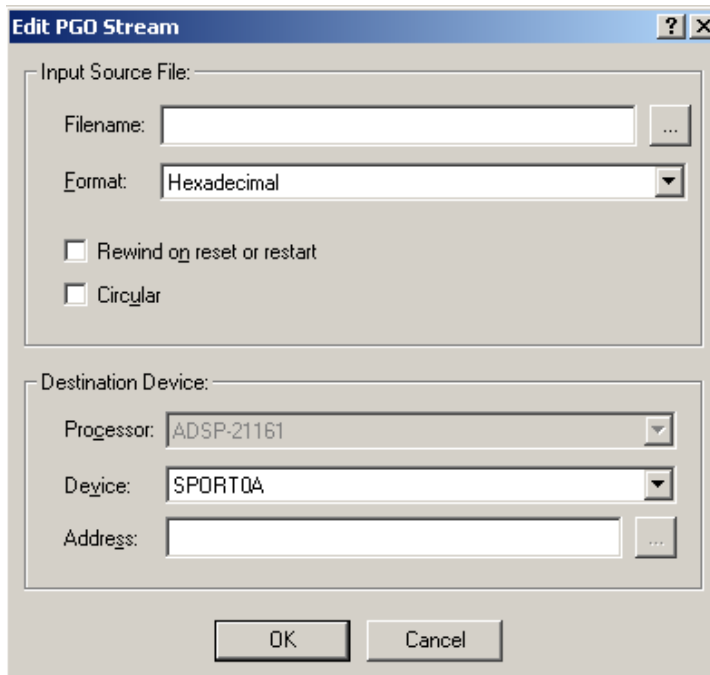 Edit PGO Stream
Input Source File:
Filename:
...
Format: Hexadecimal
Rewind on reset or restart
Circular
Destination Device:
Processor: ADSP-21161
Device: SPORT0A
Address:
...
OK Cancel